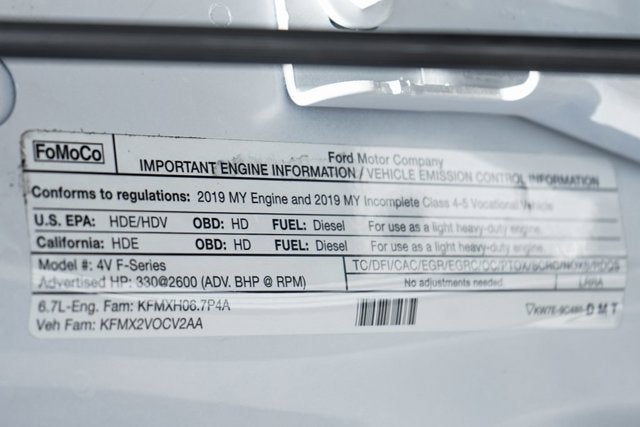 FoMoCo
Ford Motor Company
IMPORTANT ENGINE INFORMATION / VEHICLE EMISSION CONTROL INFORMATION
Conforms to regulations: 2019 MY Engine and 2019 MY Incomplete Class 4-5 Vocational Vehicle
U.S. EPA: HDE/HDV OBD: HD FUEL: Diesel For use as a light heavy-duty engine.
California: HDE OBD: HD FUEL: Diesel For use as a light heavy-duty engine.
Model #: 4V F-Series
Advertised HP: 330@2600 (ADV. BHP @ RPM)
No adjustments needed.
6.7L-Eng. Fam: KFMXH06.7P4A
Veh Fam: KFMX2VOCV2AA
D M T